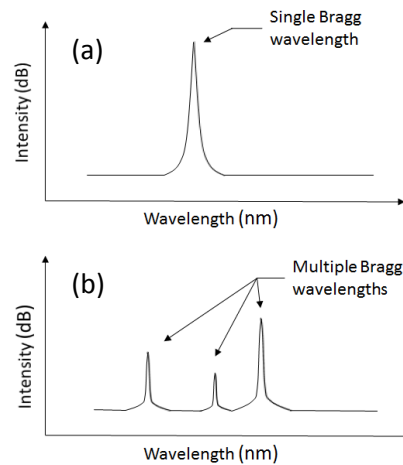 Single Bragg
wavelength
(a)
Intensity (dB)
Wavelength (nm)
(b)
Multiple Bragg
wavelengths
Intensity (dB)
Wavelength (nm)